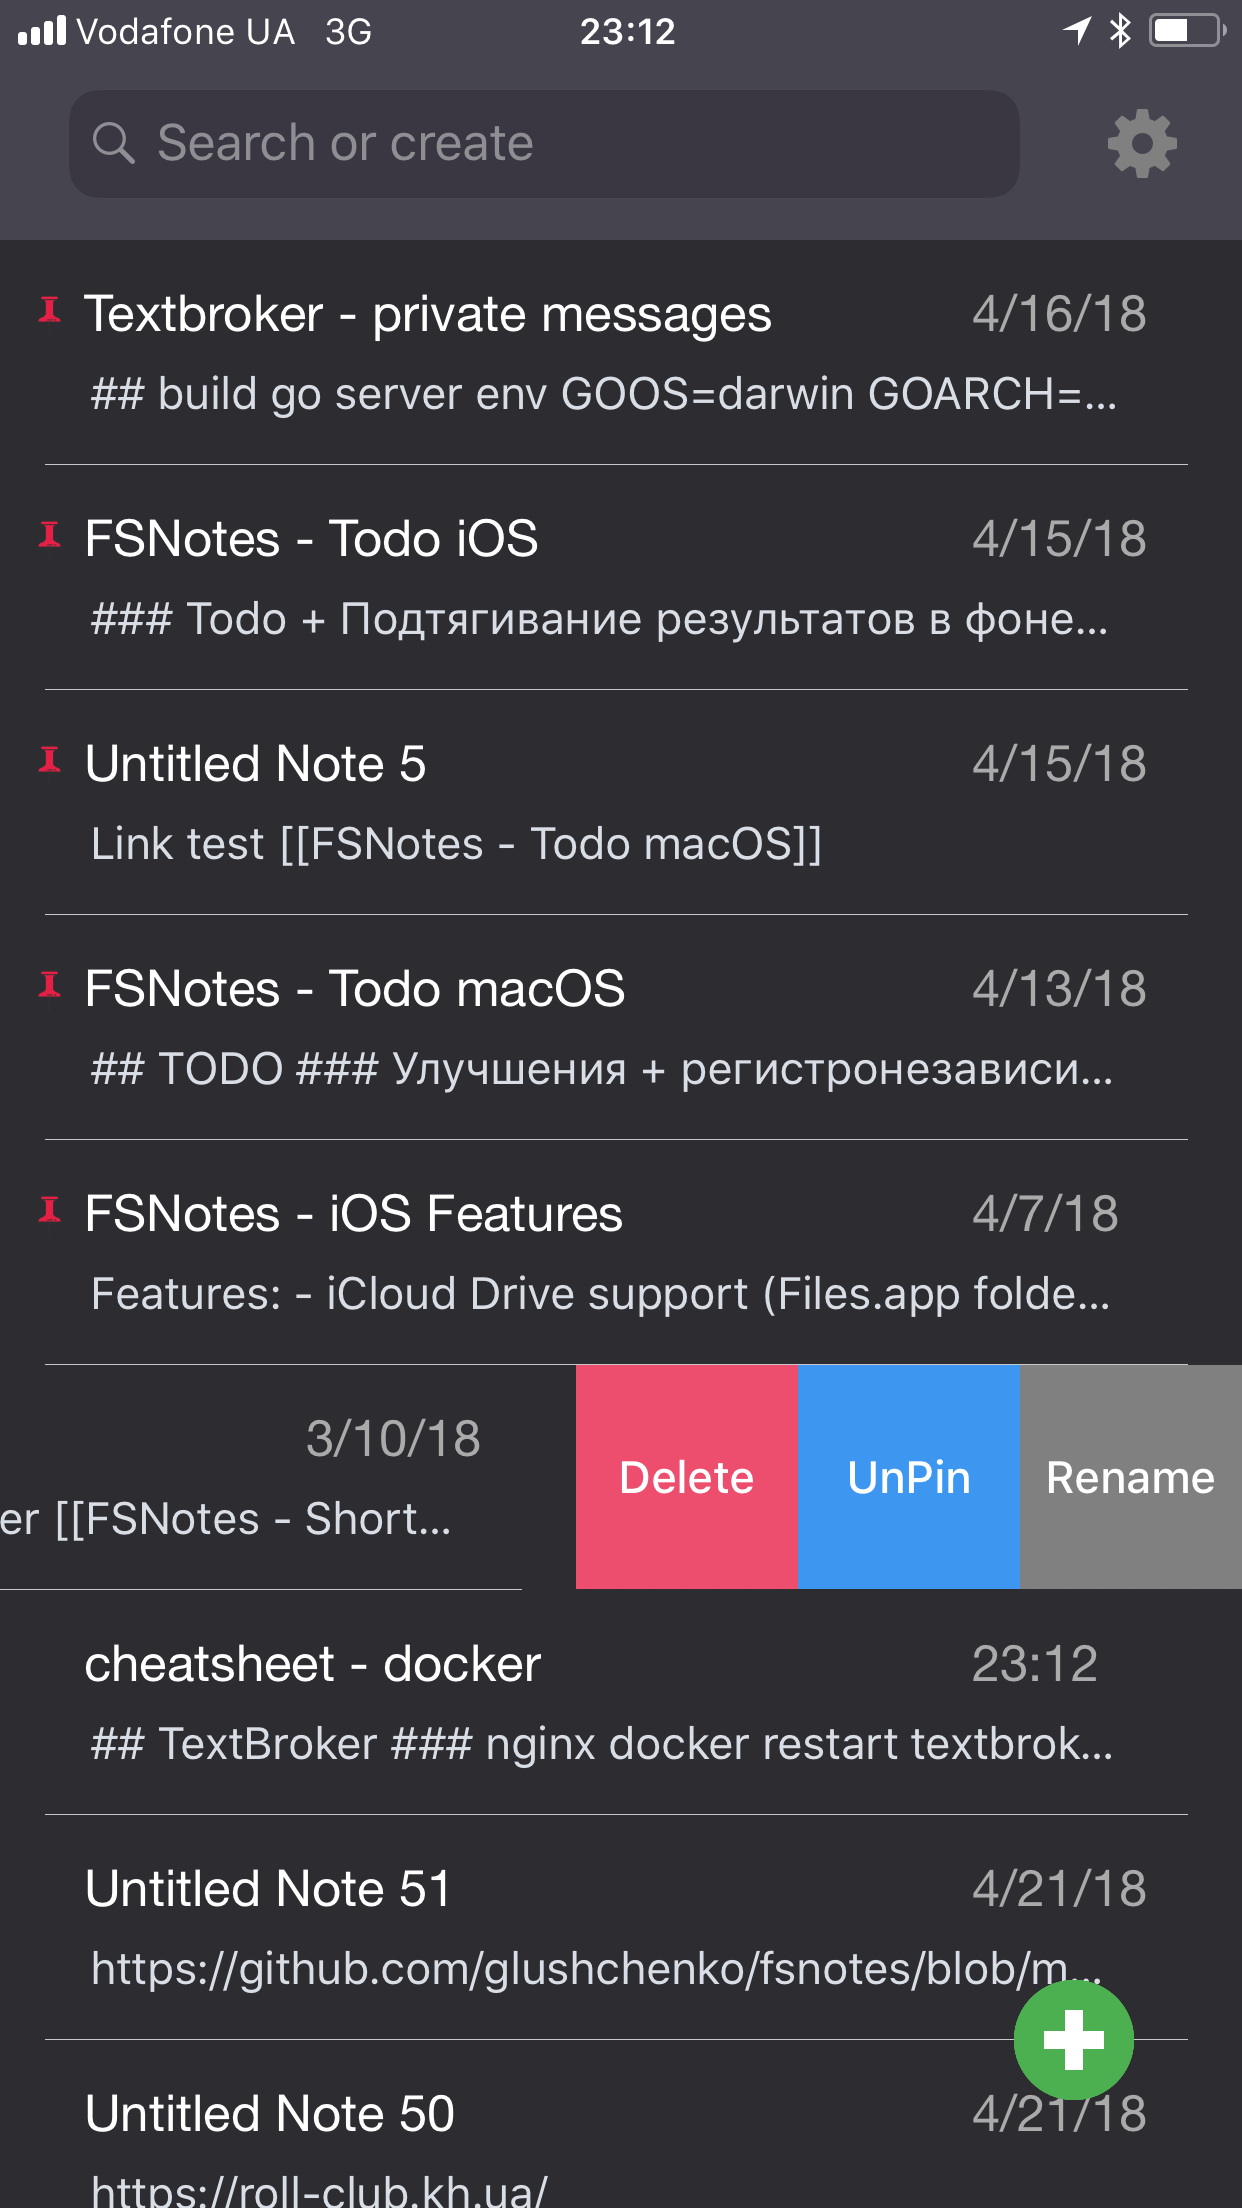 Vodafone UA 3G 23:12
Search or create
Textbroker - private messages 4/16/18
## build go server env GOOS=darwin GOARCH=...
FSNotes - Todo iOS 4/15/18
### Todo + Подтягивание результатов в фоне...
Untitled Note 5 4/15/18
Link test [[FSNotes - Todo macOS]]
FSNotes - Todo macOS 4/13/18
## TODO ### Улучшения + регистронезависи...
FSNotes - iOS Features 4/7/18
Features: - iCloud Drive support (Files.app folde...
3/10/18
er [[FSNotes - Short...
Delete UnPin Rename
cheatsheet - docker 23:12
## TextBroker ### nginx docker restart textbrok...
Untitled Note 51 4/21/18
https://github.com/glushchenko/fsnotes/blob/m...
Untitled Note 50 4/21/18
https://roll-club.kh.ua/